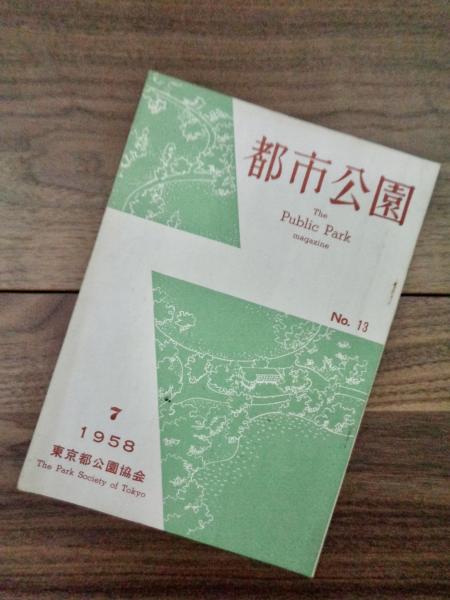 都市公園
The
Public Park
magazine
No. 13
7
1958
東京都公園協会
The Park Society of Tokyo